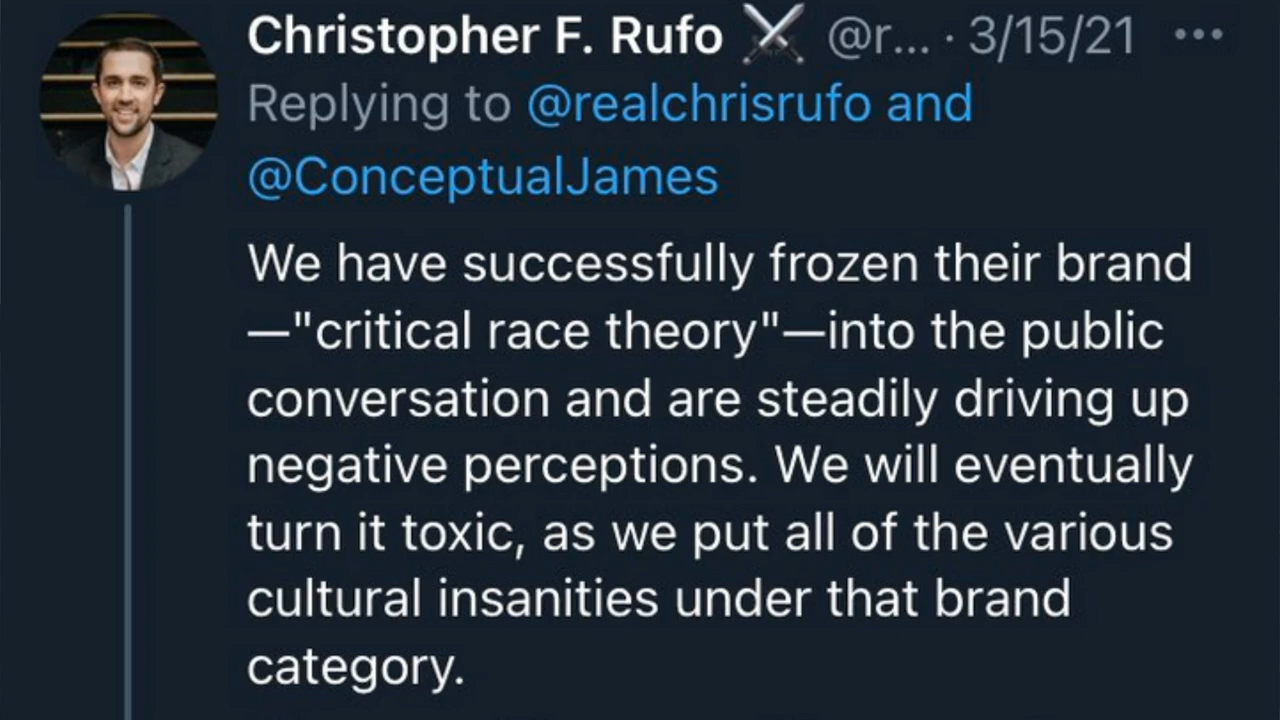 Christopher F. Rufo ⚔ @r... · 3/15/21 ...
Replying to @realchrisrufo and
@ConceptualJames
We have successfully frozen their brand
—"critical race theory"—into the public
conversation and are steadily driving up
negative perceptions. We will eventually
turn it toxic, as we put all of the various
cultural insanities under that brand
category.